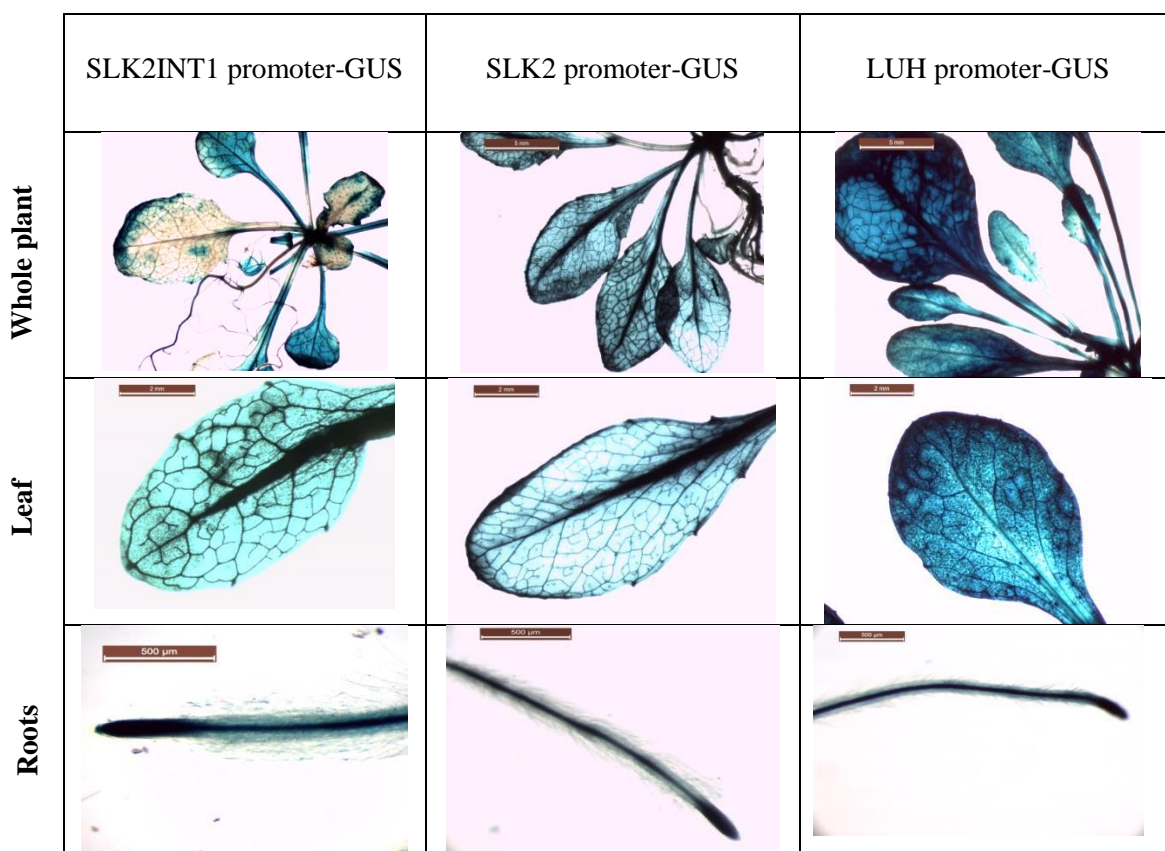 SLK2INT1 promoter-GUS
SLK2 promoter-GUS
LUH promoter-GUS
Whole plant
5 mm
5 mm
Leaf
2 mm
2 mm
2 mm
Roots
500 µm
500 µm
500 µm